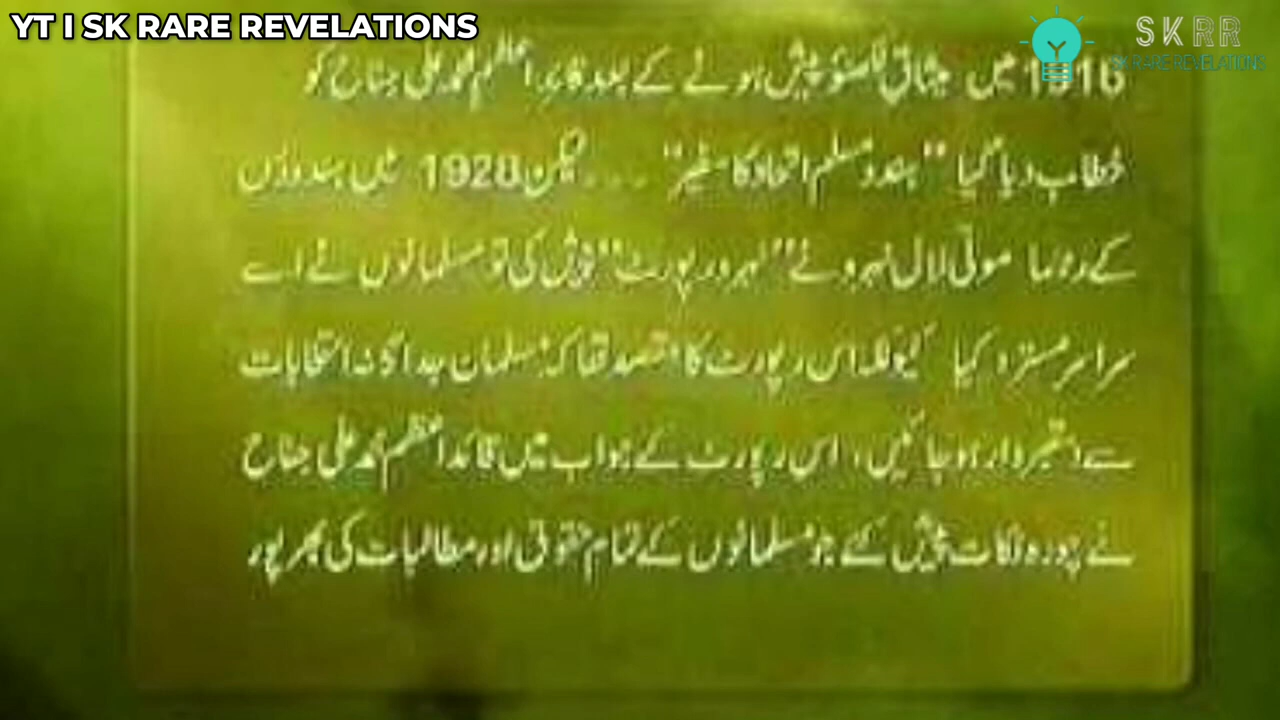 YT I SK RARE REVELATIONS
SKRR
SK RARE REVELATIONS
1916 میں میثاقِ لکھنؤ پیش ہونے کے بعد قائدِ اعظم محمد علی جناح کو
خطاب دیا گیا "ہندو مسلم اتحاد کا سفیر" .... لیکن 1928 میں ہندوؤں
کے رہنما موتی لال نہرو نے "نہرو رپورٹ" پیش کی تو مسلمانوں نے اسے
سراسر مسترد کیا کیونکہ اس رپورٹ کا مقصد تھا کہ مسلمان جداگانہ انتخابات
سے دستبردار ہو جائیں، اس رپورٹ کے جواب میں قائد اعظم محمد علی جناح
نے چودہ نکات پیش کئے جو مسلمانوں کے تمام حقوق اور مطالبات کی بھرپور